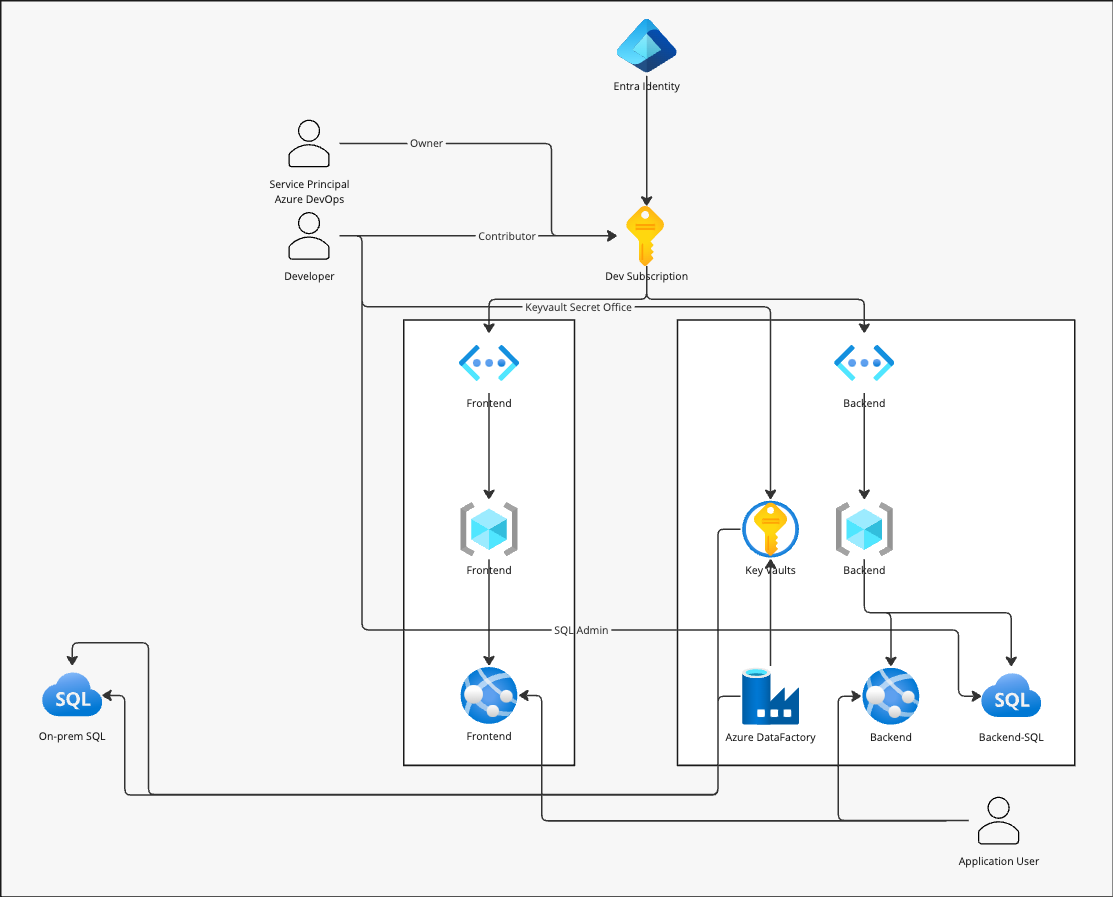 Entra Identity
Owner
Service Principal
Azure DevOps
Contributor
Developer
Dev Subscription
Keyvault Secret Office
Frontend
Backend
Frontend
Key Vaults
Backend
SQL Admin
SQL
SQL
On-prem SQL
Frontend
Azure DataFactory
Backend
Backend-SQL
Application User